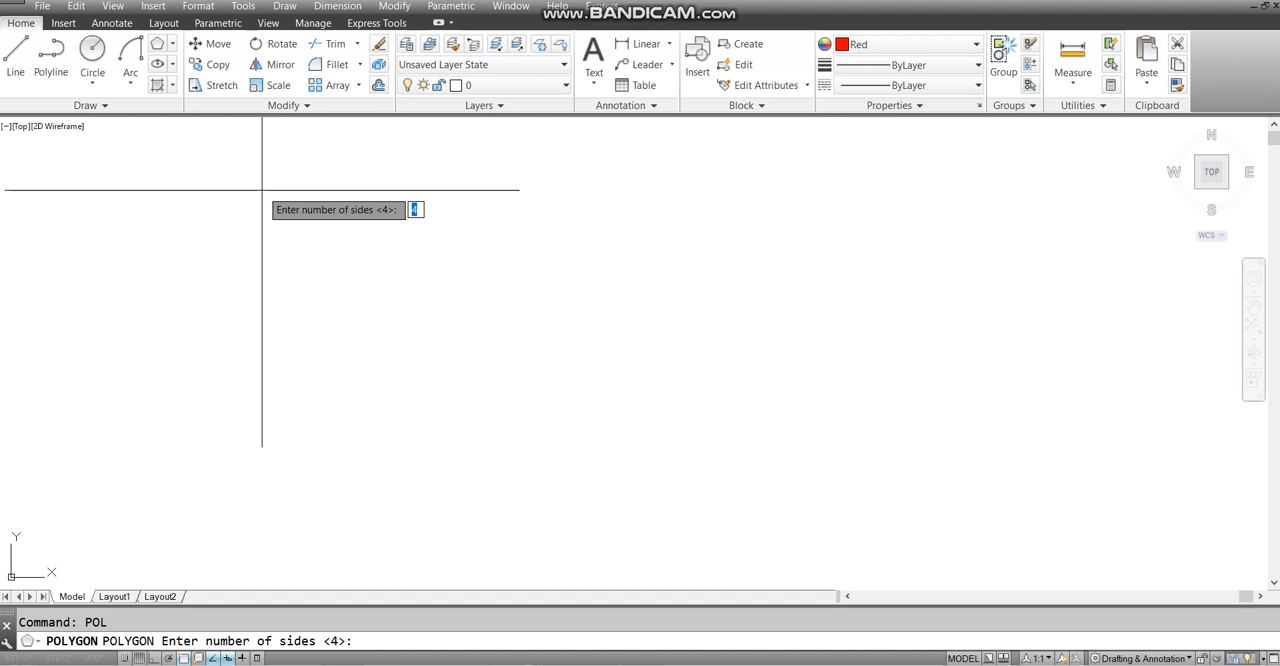 File Edit View Insert Format Tools Draw Dimension Modify Parametric Window Help
www.BANDICAM.com
Home Insert Annotate Layout Parametric View Manage Express Tools
Move Rotate Trim Linear Create Red
Copy Mirror Fillet Unsaved Layer State Leader Edit ByLayer
Line Polyline Circle Arc Text Insert Group Measure Paste
Stretch Scale Array 0 Table Edit Attributes ByLayer
Draw Modify Layers Annotation Block Properties Groups Utilities Clipboard
[−][Top][2D Wireframe]
N
W TOP E
S
WCS
Enter number of sides <4>: 4
Y
X
Model Layout1 Layout2
Command: POL
POLYGON POLYGON Enter number of sides <4>:
MODEL 1:1 Drafting & Annotation